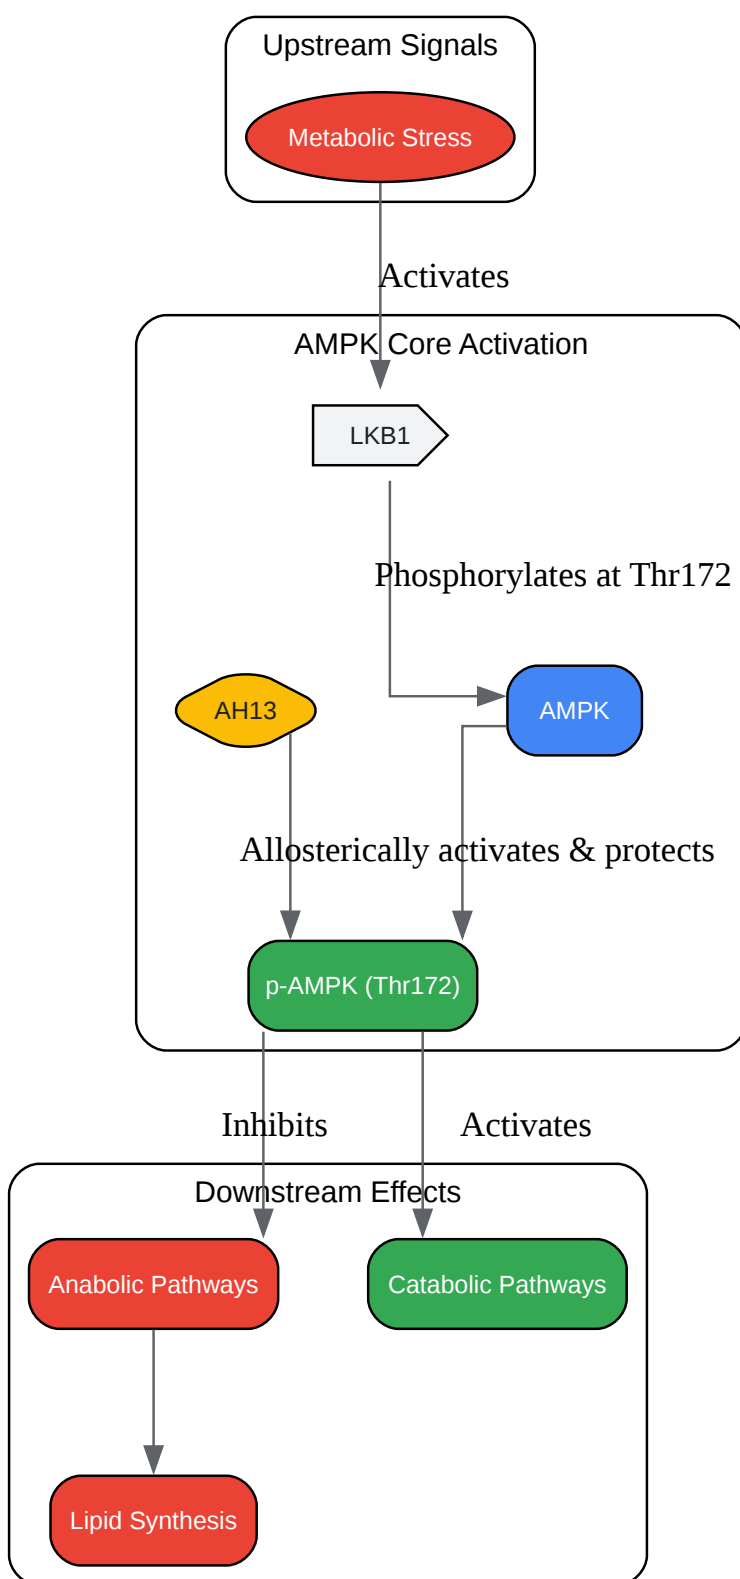 Upstream Signals
Metabolic Stress
Activates
AMPK Core Activation
LKB1
Phosphorylates at Thr172
AH13
AMPK
Allosterically activates & protects
p-AMPK (Thr172)
Inhibits
Activates
Downstream Effects
Anabolic Pathways
Catabolic Pathways
Lipid Synthesis